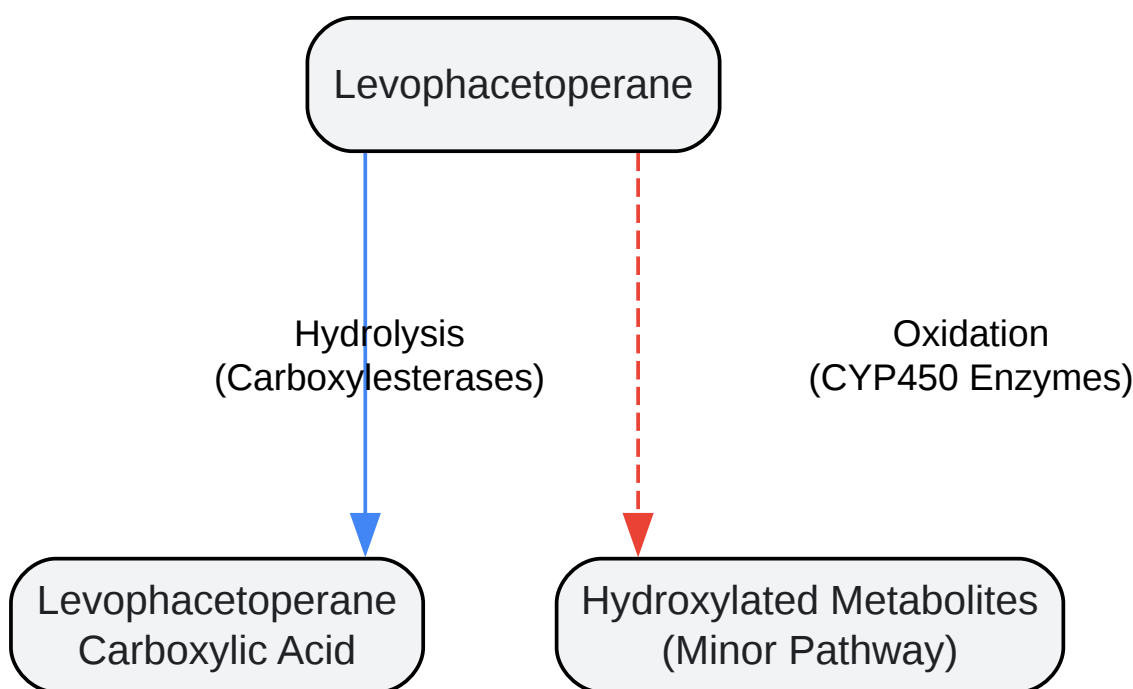 Levophacetoperane
Hydrolysis
(Carboxylesterases)
Oxidation
(CYP450 Enzymes)
Levophacetoperane
Carboxylic Acid
Hydroxylated Metabolites
(Minor Pathway)